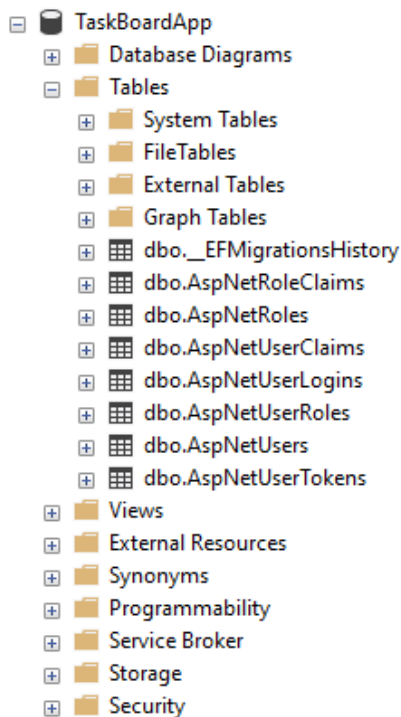 TaskBoardApp
Database Diagrams
Tables
System Tables
FileTables
External Tables
Graph Tables
dbo.__EFMigrationsHistory
dbo.AspNetRoleClaims
dbo.AspNetRoles
dbo.AspNetUserClaims
dbo.AspNetUserLogins
dbo.AspNetUserRoles
dbo.AspNetUsers
dbo.AspNetUserTokens
Views
External Resources
Synonyms
Programmability
Service Broker
Storage
Security